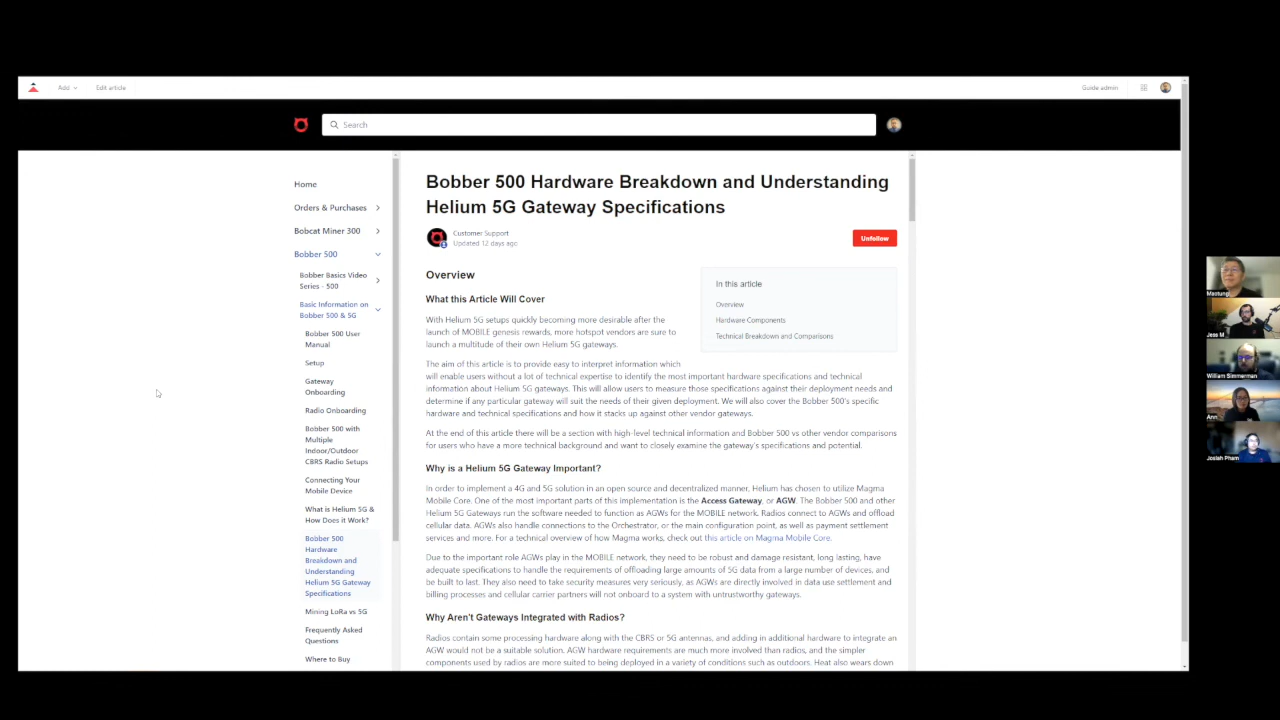 Add
Edit article
Guide admin
Search
Home
Orders & Purchases
Bobcat Miner 300
Bobber 500
Bobber Basics Video
Series - 500
Basic Information on
Bobber 500 & 5G
Bobber 500 User
Manual
Setup
Gateway
Onboarding
Radio Onboarding
Bobber 500 with
Multiple
Indoor/Outdoor
CBRS Radio Setups
Connecting Your
Mobile Device
What is Helium 5G &
How Does it Work?
Bobber 500
Hardware
Breakdown and
Understanding
Helium 5G Gateway
Specifications
Mining LoRa vs 5G
Frequently Asked
Questions
Where to Buy
Bobber 500 Hardware Breakdown and Understanding
Helium 5G Gateway Specifications
Customer Support
Updated 12 days ago
Unfollow
Overview
What this Article Will Cover
With Helium 5G setups quickly becoming more desirable after the
launch of MOBILE genesis rewards, more hotspot vendors are sure to
launch a multitude of their own Helium 5G gateways.
The aim of this article is to provide easy to interpret information which
will enable users without a lot of technical expertise to identify the most important hardware specifications and technical
information about Helium 5G gateways. This will allow users to measure those specifications against their deployment needs and
determine if any particular gateway will suit the needs of their given deployment. We will also cover the Bobber 500's specific
hardware and technical specifications and how it stacks up against other vendor gateways.
At the end of this article there will be a section with high-level technical information and Bobber 500 vs other vendor comparisons
for users who have a more technical background and want to closely examine the gateway's specifications and potential.
Why is a Helium 5G Gateway Important?
In order to implement a 4G and 5G solution in an open source and decentralized manner, Helium has chosen to utilize Magma
Mobile Core. One of the most important parts of this implementation is the Access Gateway, or AGW. The Bobber 500 and other
Helium 5G Gateways run the software needed to function as AGWs for the MOBILE network. Radios connect to AGWs and offload
cellular data. AGWs also handle connections to the Orchestrator, or the main configuration point, as well as payment settlement
services and more. For a technical overview of how Magma works, check out this article on Magma Mobile Core.
Due to the important role AGWs play in the MOBILE network, they need to be robust and damage resistant, long lasting, have
adequate specifications to handle the requirements of offloading large amounts of 5G data from a large number of devices, and
be built to last. They also need to take security measures very seriously, as AGWs are directly involved in data use settlement and
billing processes and cellular carrier partners will not onboard to a system with untrustworthy gateways.
Why Aren't Gateways Integrated with Radios?
Radios contain some processing hardware along with the CBRS or 5G antennas, and adding in additional hardware to integrate an
AGW would not be a suitable solution. AGW hardware requirements are much more involved than radios, and the simpler
components used by radios are more suited to being deployed in a variety of conditions such as outdoors. Heat also wears down
In this article
Overview
Hardware Components
Technical Breakdown and Comparisons
Maotung
Jess M
William Simmerman
Ann
Josiah Pham